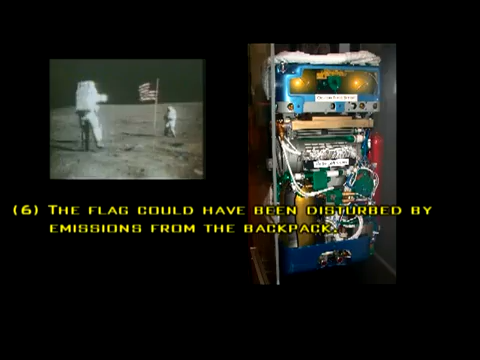 (6) THE FLAG COULD HAVE BEEN DISTURBED BY
EMISSIONS FROM THE BACKPACK.